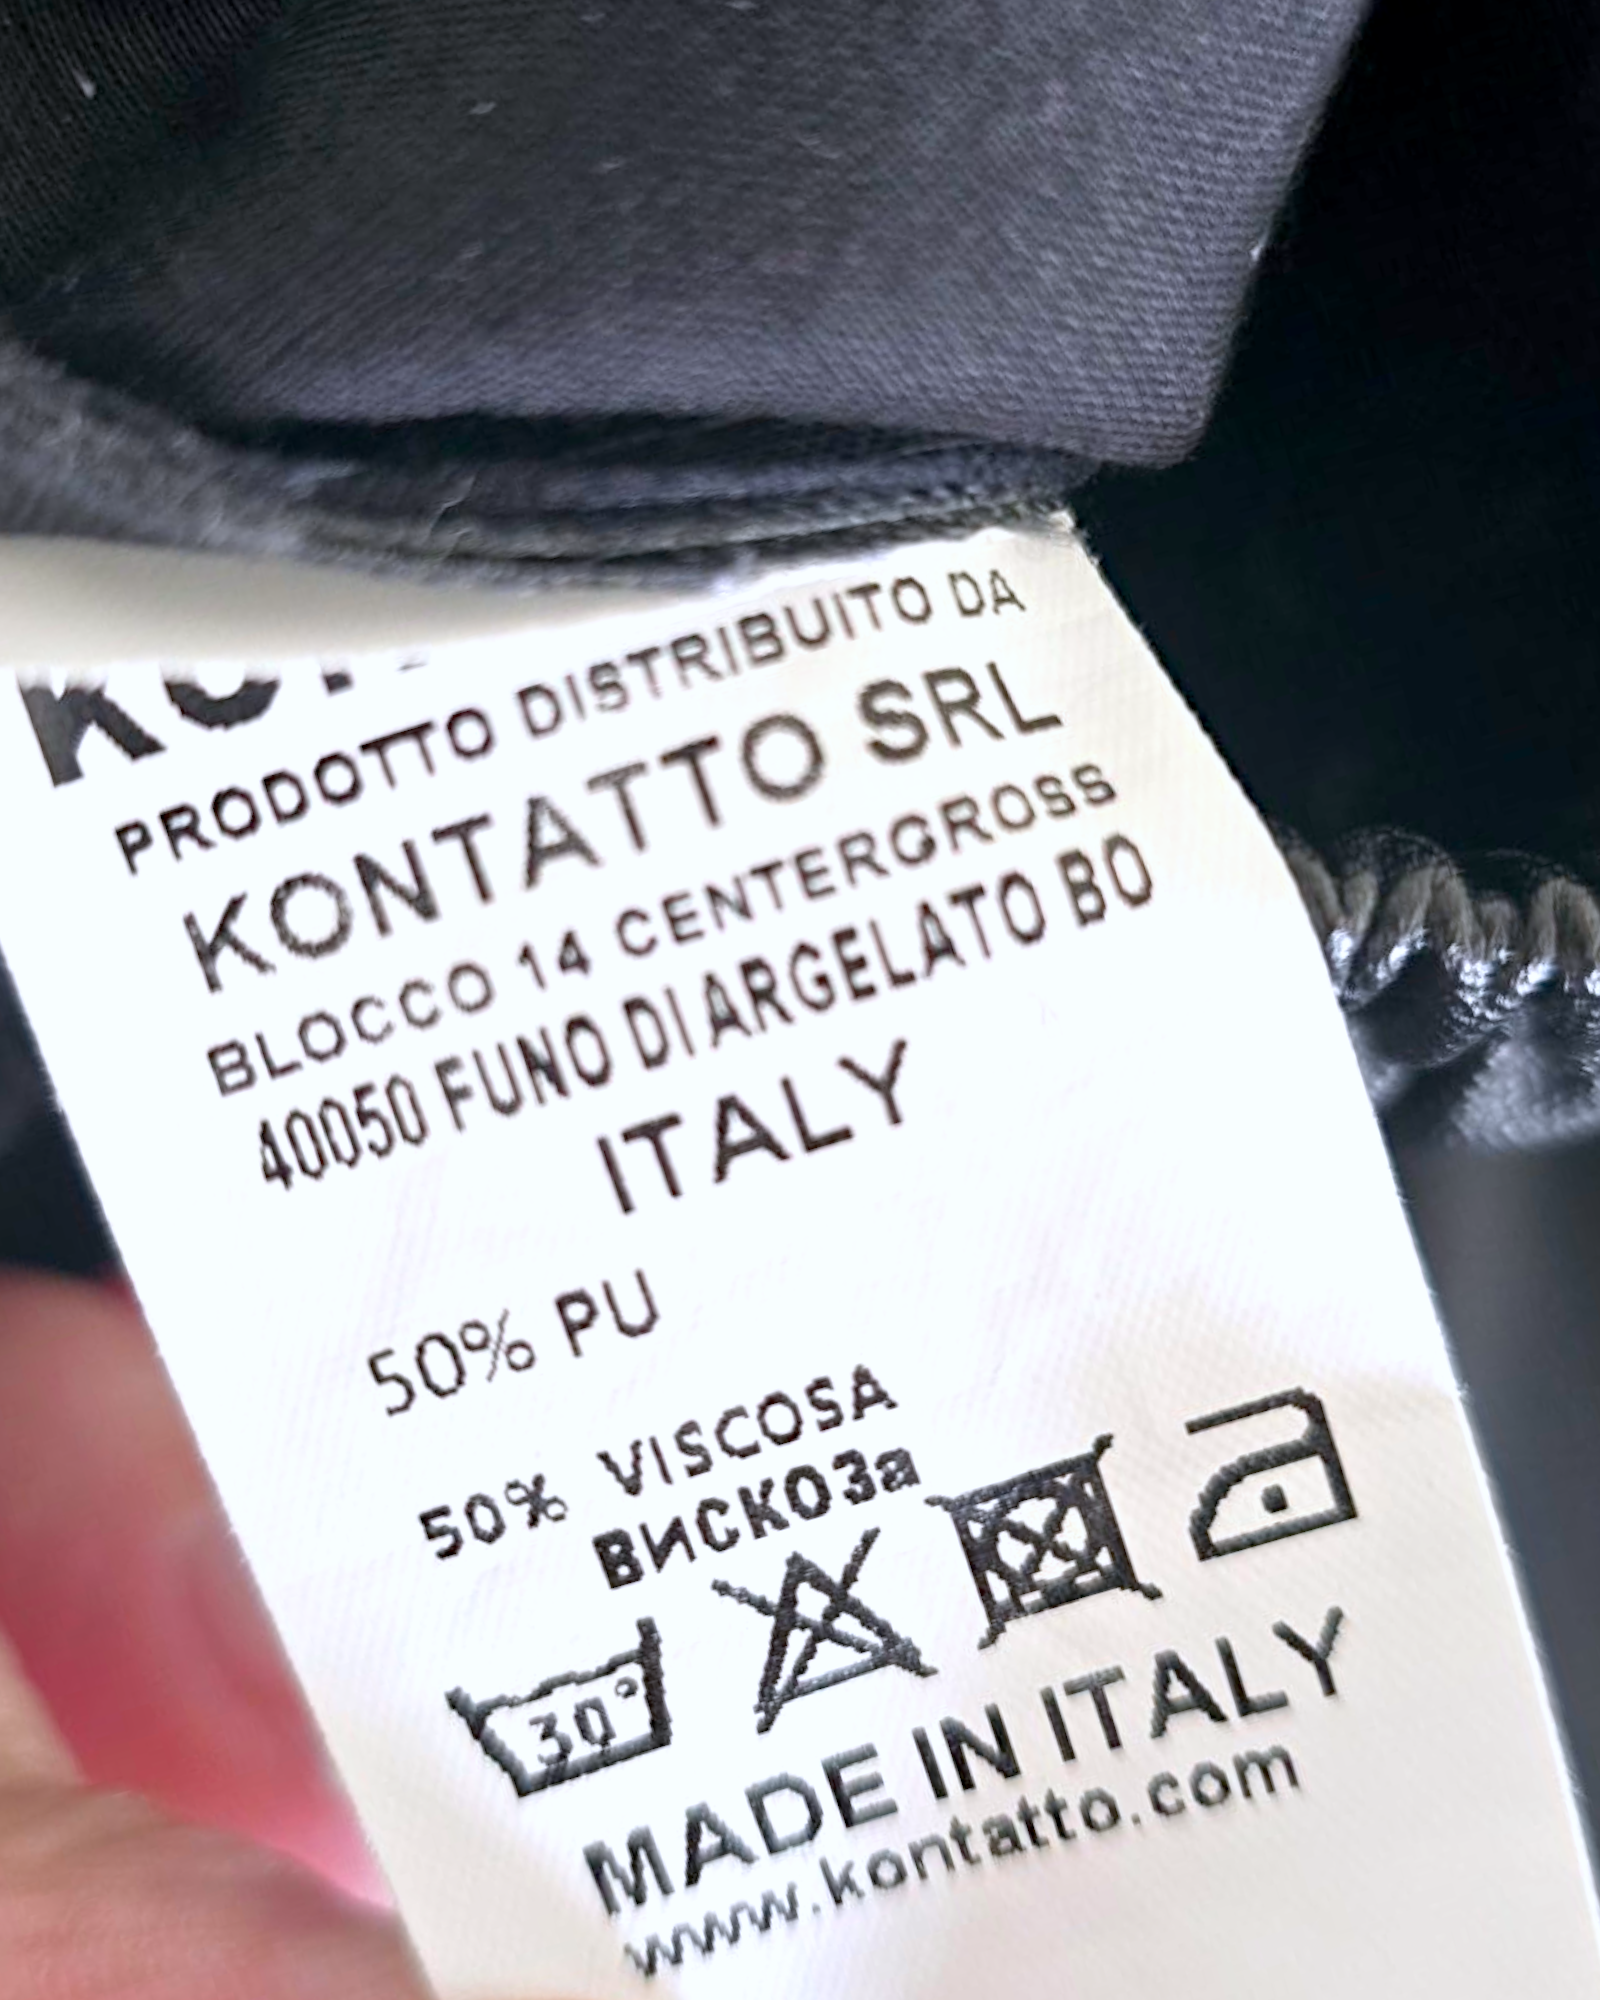 PRODOTTO DISTRIBUITO DA
KONTATTO SRL
BLOCCO 14 CENTERGROSS
40050 FUNO DI ARGELATO BO
ITALY
50% PU
50% VISCOSA
ВИСКОЗа
30°
MADE IN ITALY
www.kontatto.com